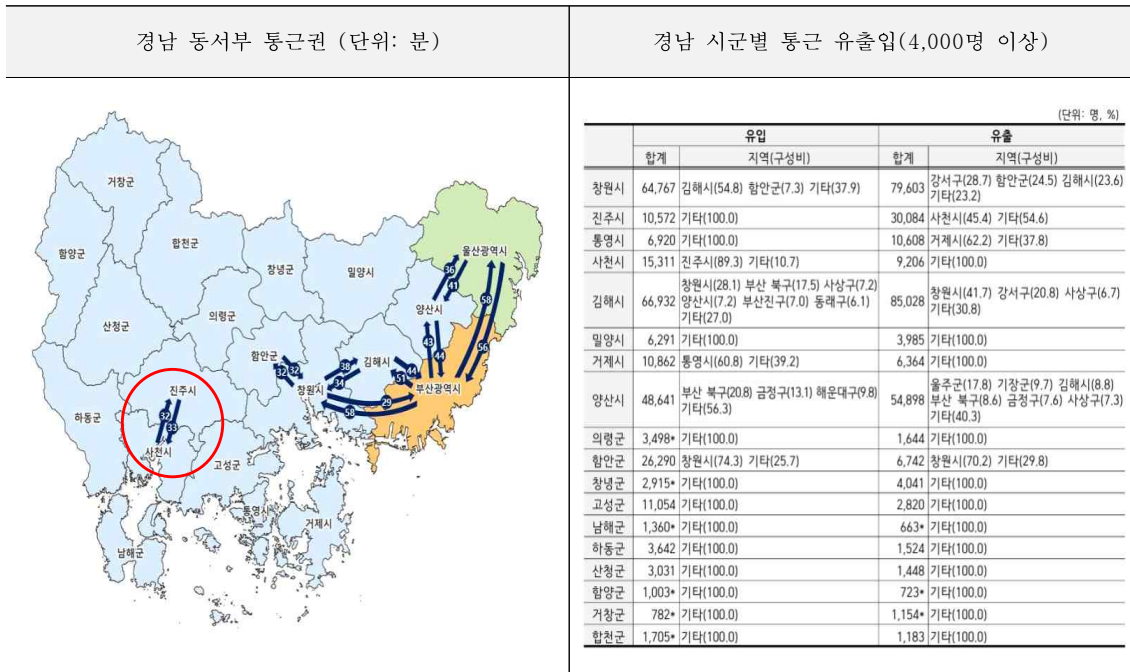 경남 동서부 통근권 (단위: 분)
경남 시군별 통근 유출입(4,000명 이상)
거창군
함양군
합천군
창녕군
밀양시
울산광역시
36
41
양산시
58
산청군
의령군
43
44
56
함안군
32
32
38
34
김해시
44
51
창원시
부산광역시
29
58
진주시
32
33
하동군
사천시
고성군
통영시
거제시
남해군
(단위: 명, %)
유입 유출
합계 지역(구성비) 합계 지역(구성비)
창원시 64,767 김해시(54.8) 함안군(7.3) 기타(37.9) 79,603 강서구(28.7) 함안군(24.5) 김해시(23.6)
기타(23.2)
진주시 10,572 기타(100.0) 30,084 사천시(45.4) 기타(54.6)
통영시 6,920 기타(100.0) 10,608 거제시(62.2) 기타(37.8)
사천시 15,311 진주시(89.3) 기타(10.7) 9,206 기타(100.0)
김해시 66,932 창원시(28.1) 부산 북구(17.5) 사상구(7.2)
양산시(7.2) 부산진구(7.0) 동래구(6.1)
기타(27.0)
85,028 창원시(41.7) 강서구(20.8) 사상구(6.7)
기타(30.8)
밀양시 6,291 기타(100.0) 3,985 기타(100.0)
거제시 10,862 통영시(60.8) 기타(39.2) 6,364 기타(100.0)
양산시 48,641 부산 북구(20.8) 금정구(13.1) 해운대구(9.8)
기타(56.3)
54,898 울주군(17.8) 기장군(9.7) 김해시(8.8)
부산 북구(8.6) 금정구(7.6) 사상구(7.3)
기타(40.3)
의령군 3,498* 기타(100.0) 1,644 기타(100.0)
함안군 26,290 창원시(74.3) 기타(25.7) 6,742 창원시(70.2) 기타(29.8)
창녕군 2,915* 기타(100.0) 4,041 기타(100.0)
고성군 11,054 기타(100.0) 2,820 기타(100.0)
남해군 1,360* 기타(100.0) 663* 기타(100.0)
하동군 3,642 기타(100.0) 1,524 기타(100.0)
산청군 3,031 기타(100.0) 1,448 기타(100.0)
함양군 1,003* 기타(100.0) 723* 기타(100.0)
거창군 782* 기타(100.0) 1,154* 기타(100.0)
합천군 1,705* 기타(100.0) 1,183 기타(100.0)